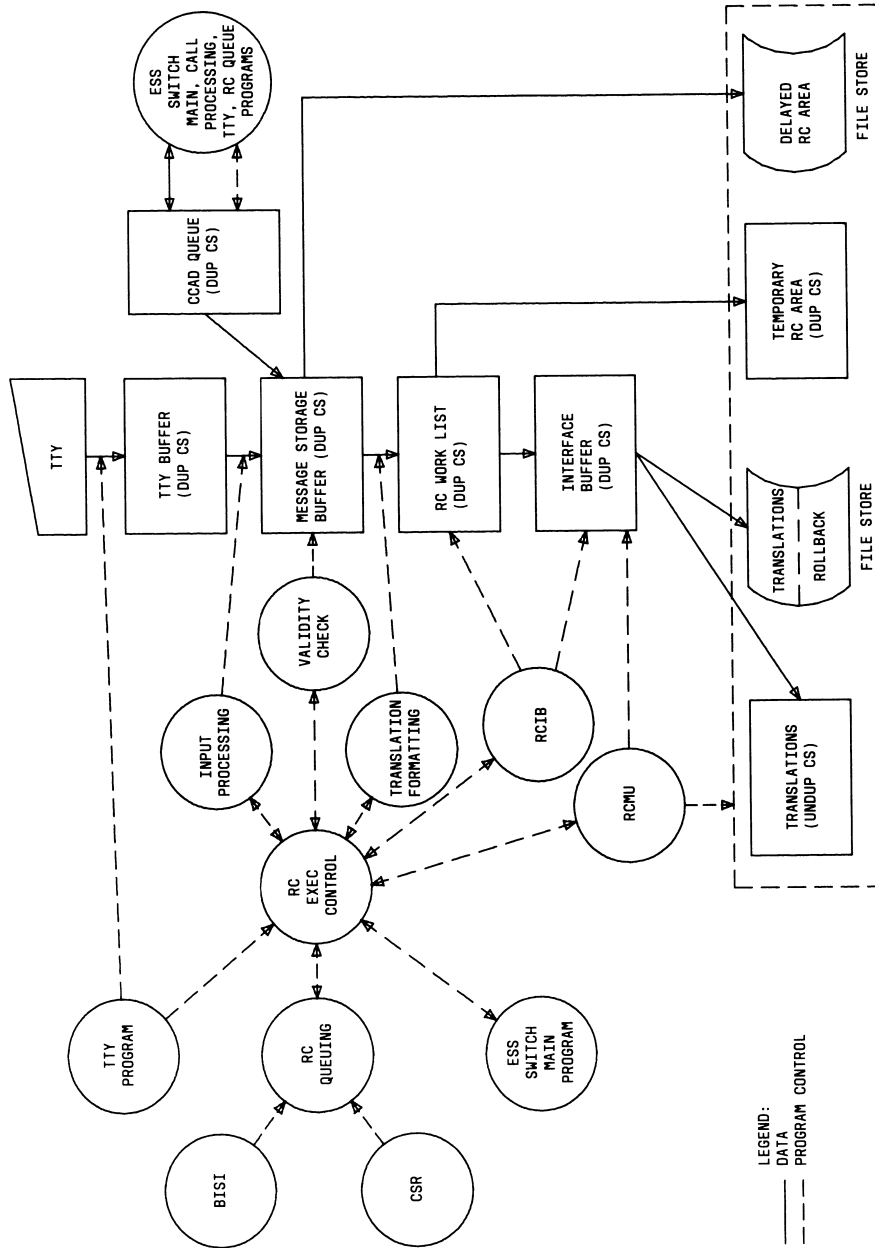 TTY
TTY BUFFER
(DUP CS)
MESSAGE STORAGE
BUFFER (DUP CS)
RC WORK LIST
(DUP CS)
INTERFACE
BUFFER
(DUP CS)
CCAD QUEUE
(DUP CS)
ESS
SWITCH
MAIN, CALL
PROCESSING,
TTY, RC QUEUE
PROGRAMS
TTY
PROGRAM
INPUT
PROCESSING
VALIDITY
CHECK
TRANSLATION
FORMATTING
RCIB
RCMU
RC
EXEC
CONTROL
BISI
RC
QUEUING
CSR
ESS
SWITCH
MAIN
PROGRAM
TRANSLATIONS
(UNDUP CS)
TRANSLATIONS
ROLLBACK
FILE STORE
TEMPORARY
RC AREA
(DUP CS)
DELAYED
RC AREA
FILE STORE
LEGEND:
DATA
PROGRAM CONTROL